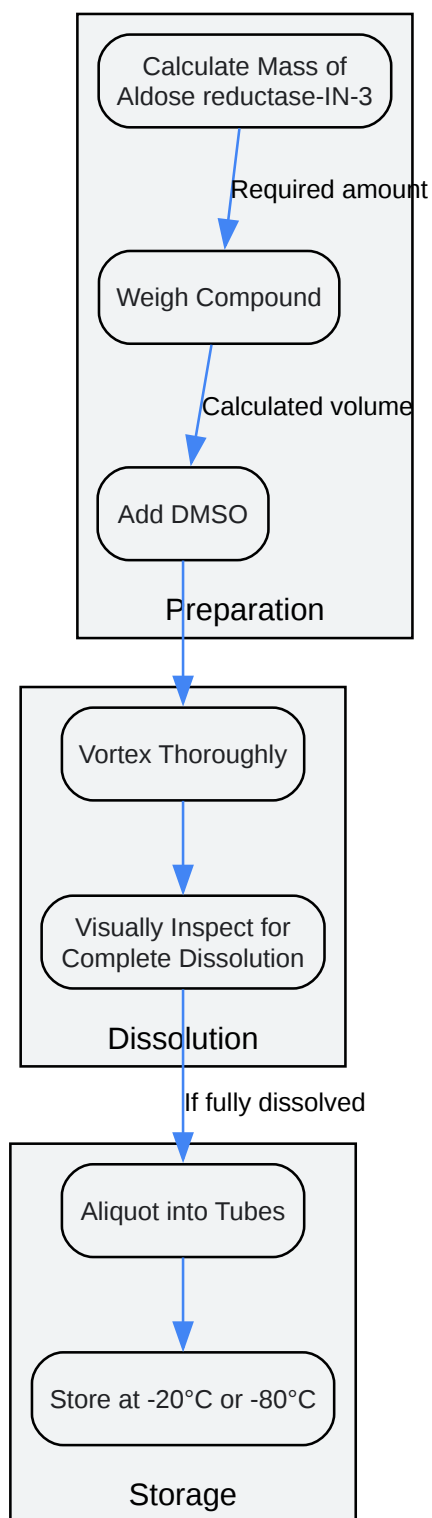 Calculate Mass of
Aldose reductase-IN-3
Required amount
Weigh Compound
Calculated volume
Add DMSO
Preparation
Vortex Thoroughly
Visually Inspect for
Complete Dissolution
Dissolution
If fully dissolved
Aliquot into Tubes
Store at -20°C or -80°C
Storage